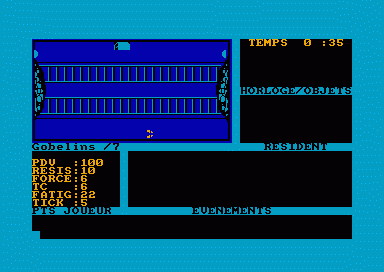 TEMPS 0 :35
HORLOGE/OBJETS
Gobelins /7
RESIDENT
PDV :100
RESIS:10
FORCE:6
TC :6
FATIG:22
TICK :5
PTS JOUEUR
EVENEMENTS